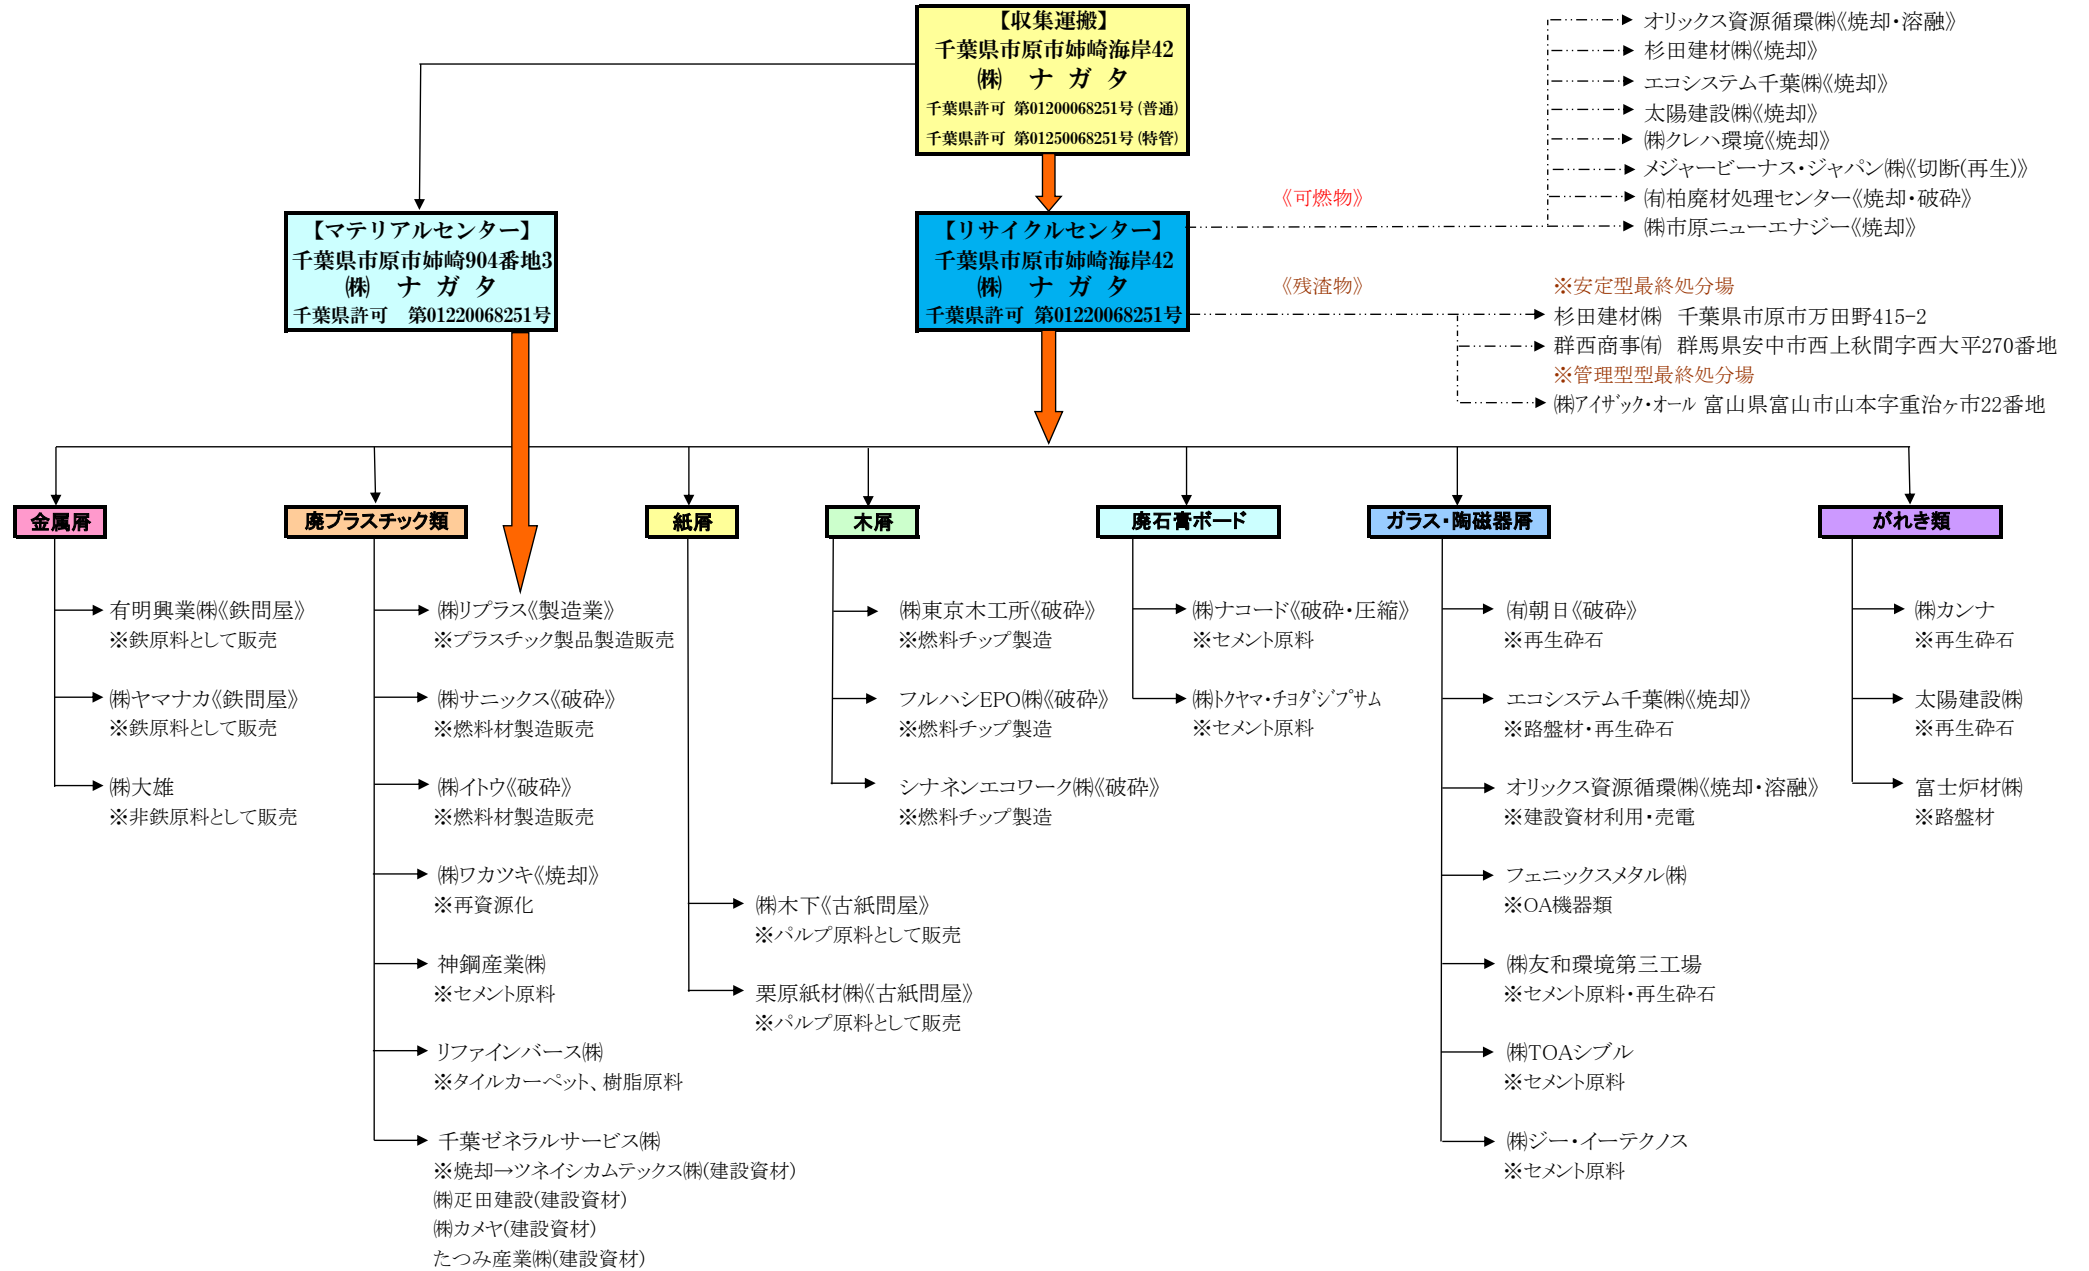 【収集運搬】
千葉県市原市姉崎海岸42
㈱　ナ　ガ　タ
千葉県許可 第01200068251号(普通)
千葉県許可 第01250068251号(特管)
オリックス資源循環㈱《焼却・溶融》
杉田建材㈱《焼却》
エコシステム千葉㈱《焼却》
太陽建設㈱《焼却》
㈱クレハ環境《焼却》
メジャービーナス・ジャパン㈱《切断(再生)》
㈲柏廃材処理センター《焼却・破砕》
㈱市原ニューエナジー《焼却》
《可燃物》
【マテリアルセンター】
千葉県市原市姉崎904番地3
㈱　ナ　ガ　タ
千葉県許可　第01220068251号
【リサイクルセンター】
千葉県市原市姉崎海岸42
㈱　ナ　ガ　タ
千葉県許可 第01220068251号
《残渣物》
※安定型最終処分場
杉田建材㈱　千葉県市原市万田野415-2
群西商事㈲　群馬県安中市西上秋間字西大平270番地
※管理型型最終処分場
㈱ｱｲｻﾞｯｸ・ｵｰﾙ 富山県富山市山本字重治ヶ市22番地
金属屑
有明興業㈱《鉄問屋》
※鉄原料として販売
㈱ヤマナカ《鉄問屋》
※鉄原料として販売
㈱大雄
※非鉄原料として販売
廃プラスチック類
㈱リプラス《製造業》
※プラスチック製品製造販売
㈱サニックス《破砕》
※燃料材製造販売
㈱イトウ《破砕》
※燃料材製造販売
㈱ワカツキ《焼却》
※再資源化
神鋼産業㈱
※セメント原料
リファインバース㈱
※タイルカーペット、樹脂原料
千葉ゼネラルサービス㈱
※焼却→ツネイシカムテックス㈱(建設資材)
㈱疋田建設(建設資材)
㈱カメヤ(建設資材)
たつみ産業㈱(建設資材)
紙屑
㈱木下《古紙問屋》
※パルプ原料として販売
栗原紙材㈱《古紙問屋》
※パルプ原料として販売
木屑
㈱東京木工所《破砕》
※燃料チップ製造
フルハシEPO㈱《破砕》
※燃料チップ製造
シナネンエコワーク㈱《破砕》
※燃料チップ製造
廃石膏ボード
㈱ナコード《破砕・圧縮》
※セメント原料
㈱ﾄｸﾔﾏ・ﾁﾖﾀﾞｼﾞﾌﾟｻﾑ
※セメント原料
ガラス・陶磁器屑
㈲朝日《破砕》
※再生砕石
エコシステム千葉㈱《焼却》
※路盤材・再生砕石
オリックス資源循環㈱《焼却・溶融》
※建設資材利用・売電
フェニックスメタル㈱
※OA機器類
㈱友和環境第三工場
※セメント原料・再生砕石
㈱TOAシブル
※セメント原料
㈱ジー・イーテクノス
※セメント原料
がれき類
㈱カンナ
※再生砕石
太陽建設㈱
※再生砕石
富士炉材㈱
※路盤材